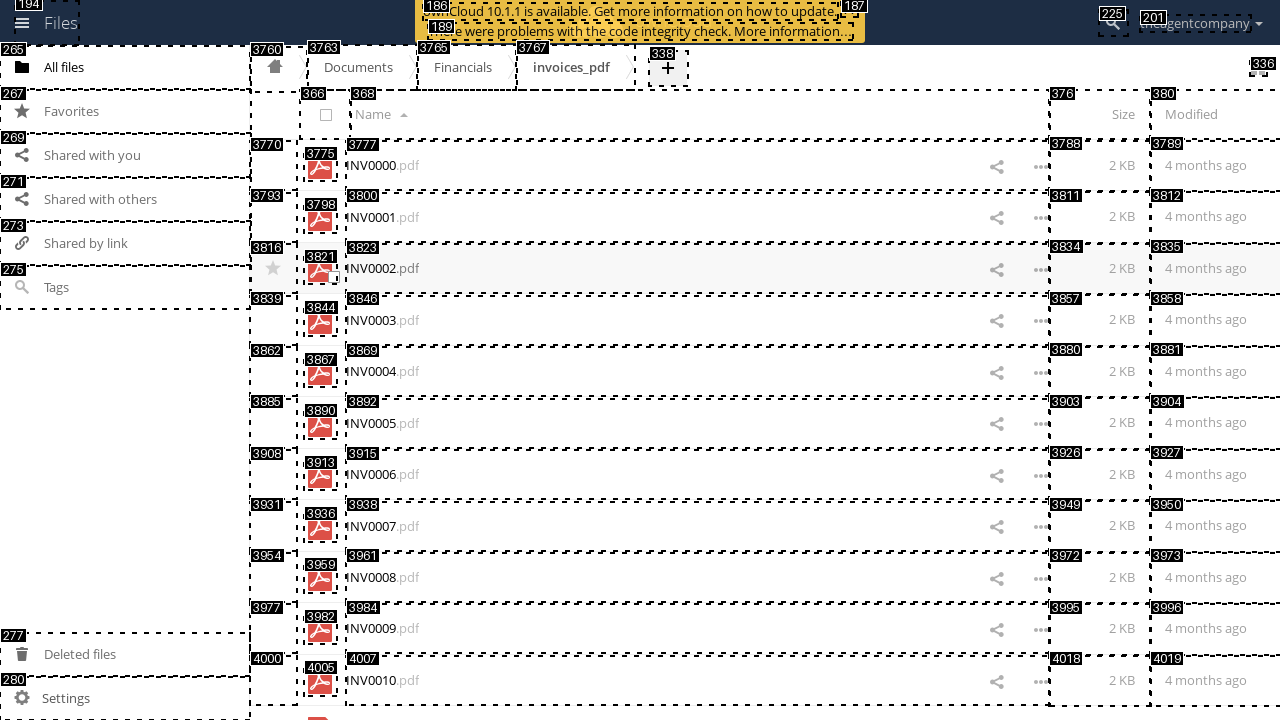 194
Files
186
ownCloud 10.1.1 is available. Get more information on how to update.
187
189
There were problems with the code integrity check. More information…
225
201
theagentcompany
265
All files
3760
3763
Documents
3765
Financials
3767
invoices_pdf
338
+
336
267
Favorites
366
368
Name
376
Size
380
Modified
269
Shared with you
3770
3775
3777
INV0000.pdf
3788
2 KB
3789
4 months ago
271
Shared with others
3793
3798
3800
INV0001.pdf
3811
2 KB
3812
4 months ago
273
Shared by link
3816
3821
3823
INV0002.pdf
3834
2 KB
3835
4 months ago
275
Tags
3839
3844
3846
INV0003.pdf
3857
2 KB
3858
4 months ago
3862
3867
3869
INV0004.pdf
3880
2 KB
3881
4 months ago
3885
3890
3892
INV0005.pdf
3903
2 KB
3904
4 months ago
3908
3913
3915
INV0006.pdf
3926
2 KB
3927
4 months ago
3931
3936
3938
INV0007.pdf
3949
2 KB
3950
4 months ago
3954
3959
3961
INV0008.pdf
3972
2 KB
3973
4 months ago
3977
3982
3984
INV0009.pdf
3995
2 KB
3996
4 months ago
277
Deleted files
4000
4005
4007
INV0010.pdf
4018
2 KB
4019
4 months ago
280
Settings